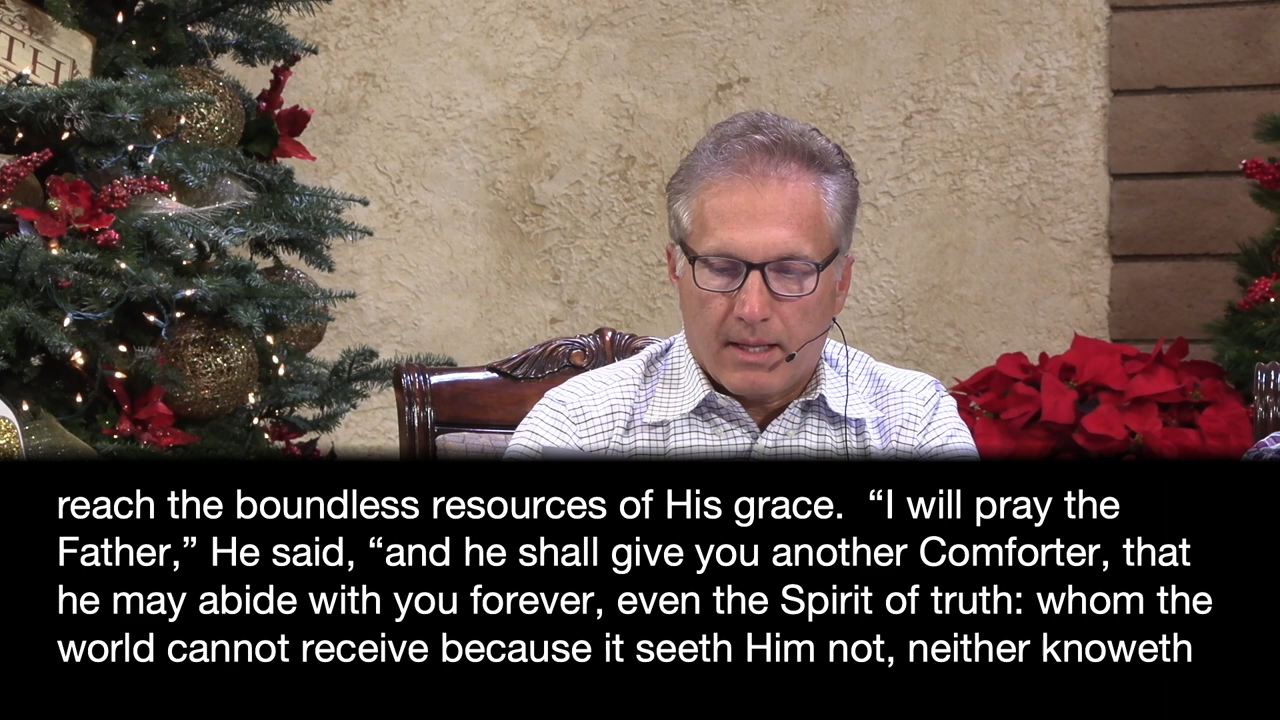 TH
reach the boundless resources of His grace.  “I will pray the
Father,” He said, “and he shall give you another Comforter, that
he may abide with you forever, even the Spirit of truth: whom the
world cannot receive because it seeth Him not, neither knoweth